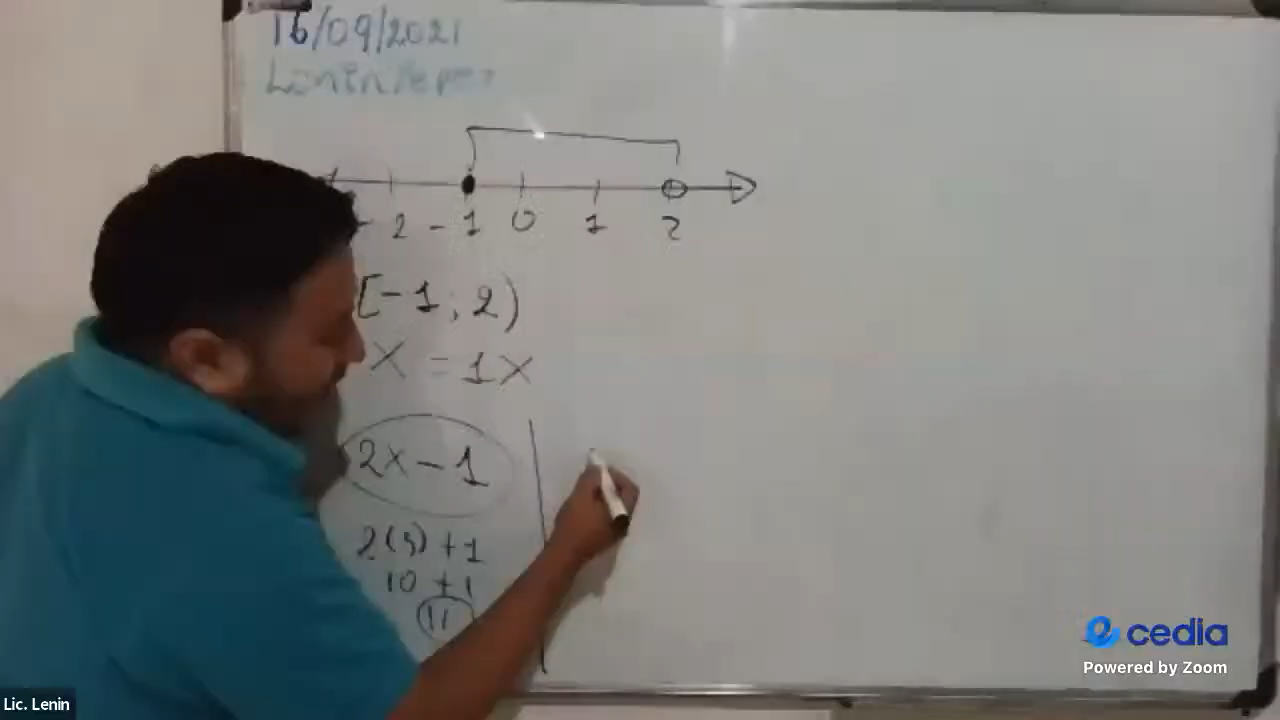 16/09/2021
Lenin
- 2 - 1 0 1 2
[-1; 2)
X = 1X
2x - 1
2(5) + 1
10 + 1
11
cedia
Powered by Zoom
Lic. Lenin